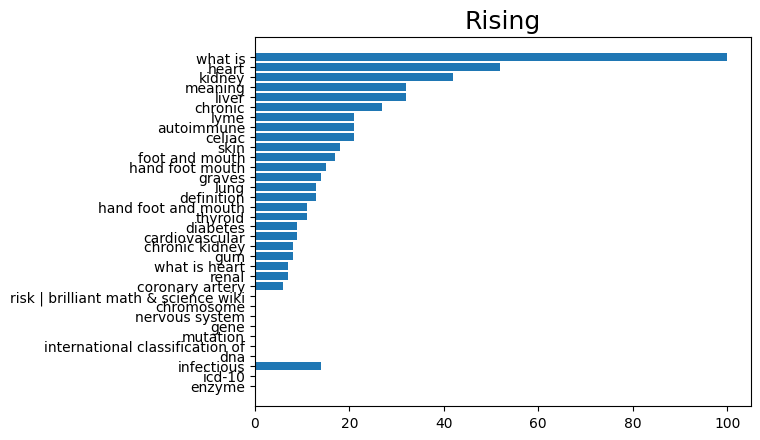 Rising
what is
heart
kidney
meaning
liver
chronic
lyme
autoimmune
celiac
skin
foot and mouth
hand foot mouth
graves
lung
definition
hand foot and mouth
thyroid
diabetes
cardiovascular
chronic kidney
gum
what is heart
renal
coronary artery
risk | brilliant math & science wiki
chromosome
nervous system
gene
mutation
international classification of
dna
infectious
icd-10
enzyme
0 20 40 60 80 100